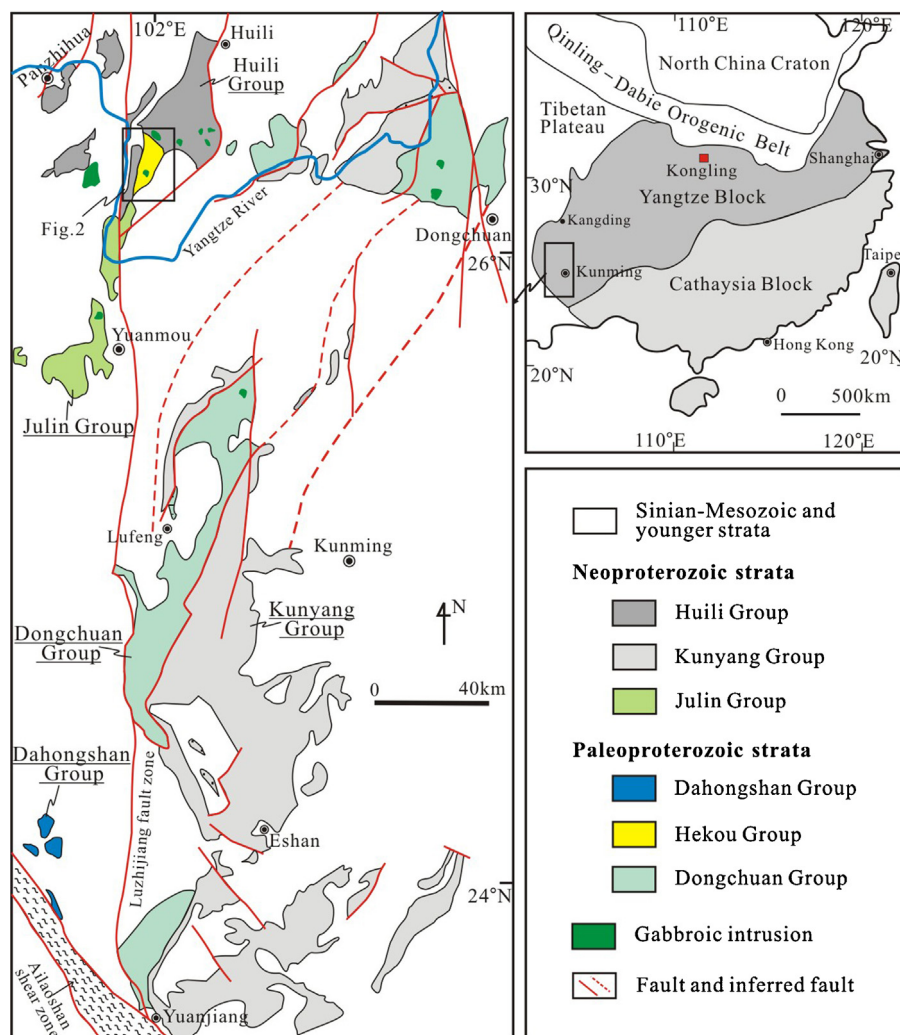 102°E
Panzhihua
Huili
Huili
Group
Fig.2
Yangtze River
Dongchuan
26°N
Yuanmou
Julin Group
Lufeng
Kunming
Kunyang
Group
Dongchuan
Group
N
0 40km
Dahongshan
Group
Luzhijiang fault zone
Eshan
24°N
Ailaoshan
shear zone
Yuanjiang
110°E
120°E
Qinling-Dabie Orogenic Belt
North China Craton
Tibetan
Plateau
Shanghai
Kongling
30°N
Yangtze Block
Kangding
Kunming
Taipei
Cathaysia Block
Hong Kong
20°N
20°N
0 500km
110°E
120°E
Sinian-Mesozoic and
younger strata
Neoproterozoic strata
Huili Group
Kunyang Group
Julin Group
Paleoproterozoic strata
Dahongshan Group
Hekou Group
Dongchuan Group
Gabbroic intrusion
Fault and inferred fault